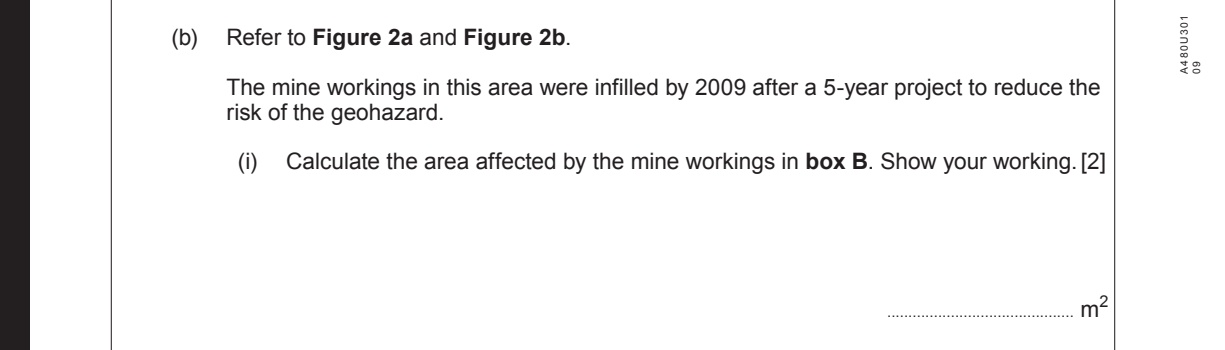 (b) Refer to Figure 2a and Figure 2b.
The mine workings in this area were infilled by 2009 after a 5-year project to reduce the
risk of the geohazard.
(i) Calculate the area affected by the mine workings in box B. Show your working. [2]
............................................ m²
A480U301
09